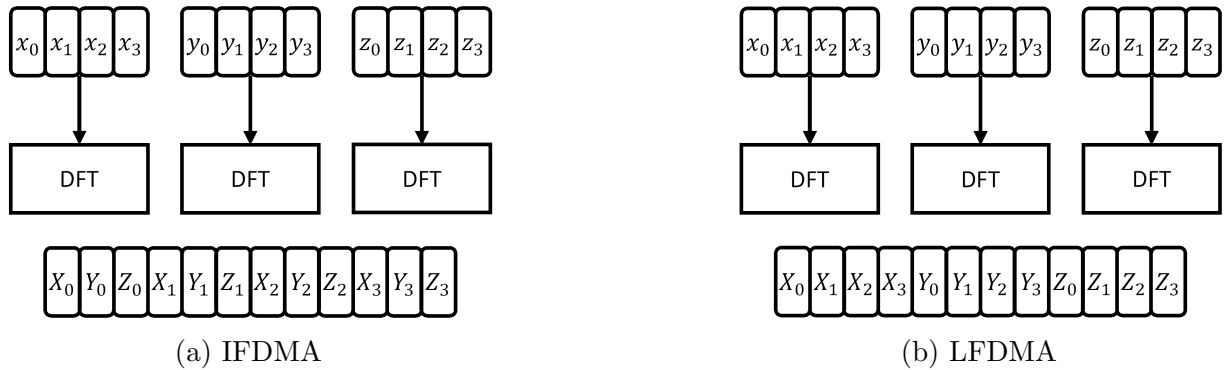 x₀ x₁ x₂ x₃ y₀ y₁ y₂ y₃ z₀ z₁ z₂ z₃
DFT DFT DFT
X₀ Y₀ Z₀ X₁ Y₁ Z₁ X₂ Y₂ Z₂ X₃ Y₃ Z₃
(a) IFDMA
x₀ x₁ x₂ x₃ y₀ y₁ y₂ y₃ z₀ z₁ z₂ z₃
DFT DFT DFT
X₀ X₁ X₂ X₃ Y₀ Y₁ Y₂ Y₃ Z₀ Z₁ Z₂ Z₃
(b) LFDMA